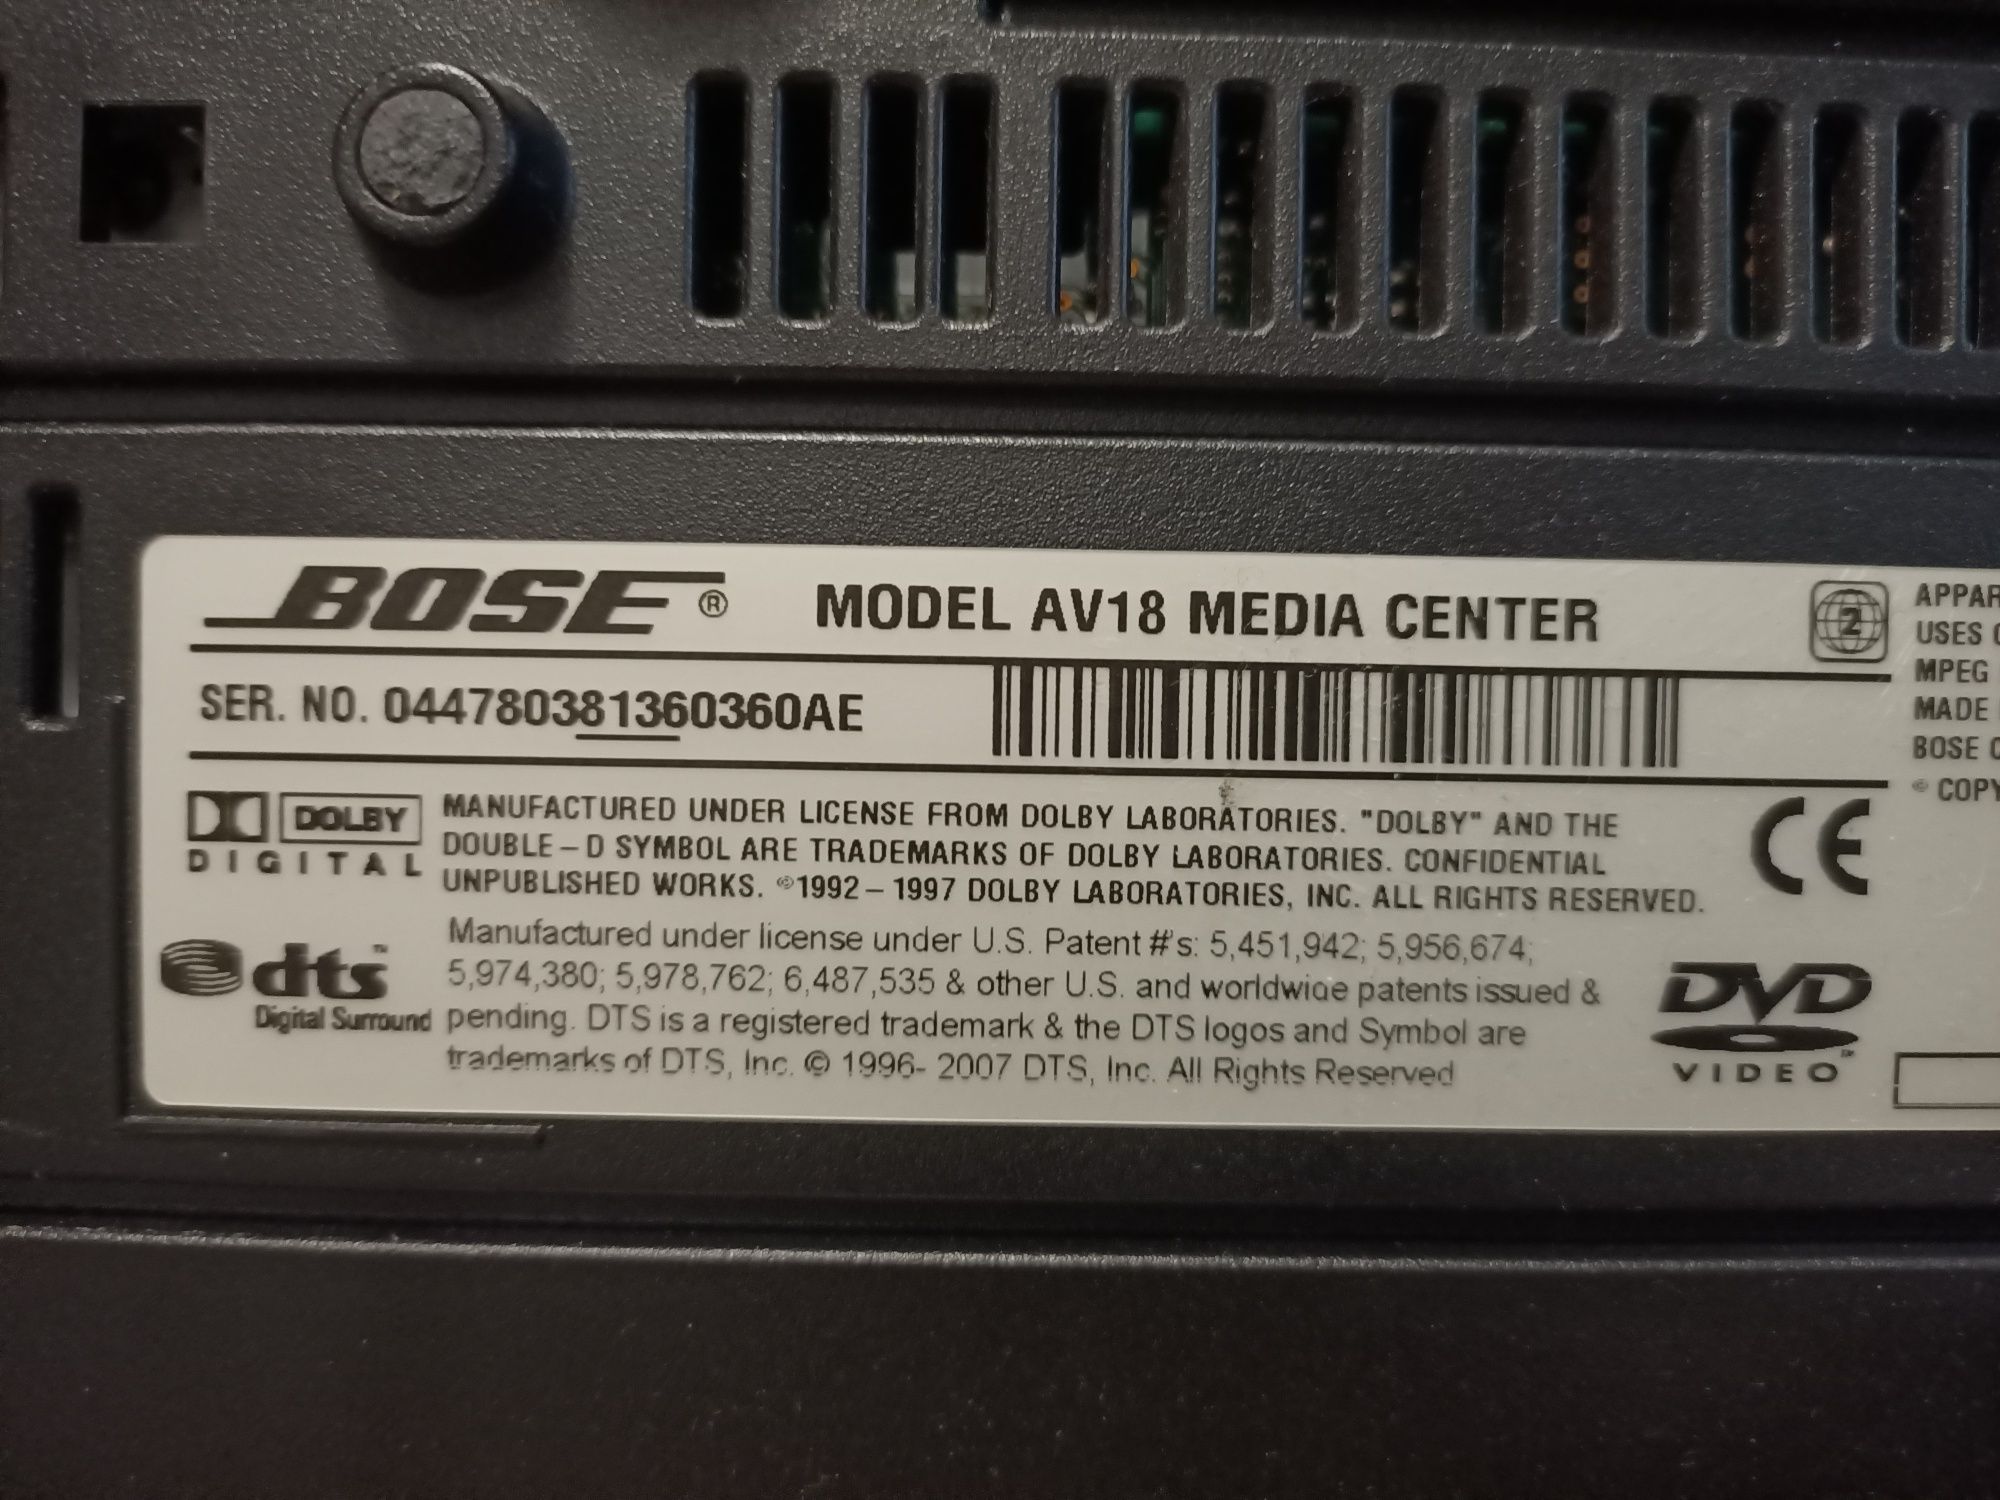 BOSE® MODEL AV18 MEDIA CENTER
2
SER. NO. 044780381360360AE
DOLBY
DIGITAL
MANUFACTURED UNDER LICENSE FROM DOLBY LABORATORIES. "DOLBY" AND THE
DOUBLE-D SYMBOL ARE TRADEMARKS OF DOLBY LABORATORIES. CONFIDENTIAL
UNPUBLISHED WORKS. ©1992-1997 DOLBY LABORATORIES, INC. ALL RIGHTS RESERVED.
CE
dts™
Digital Surround
Manufactured under license under U.S. Patent #'s: 5,451,942; 5,956,674;
5,974,380; 5,978,762; 6,487,535 & other U.S. and worldwide patents issued &
pending. DTS is a registered trademark & the DTS logos and Symbol are
trademarks of DTS, Inc. © 1996- 2007 DTS, Inc. All Rights Reserved
DVD
VIDEO™
USES
MPEG
MADE
BOSE
©